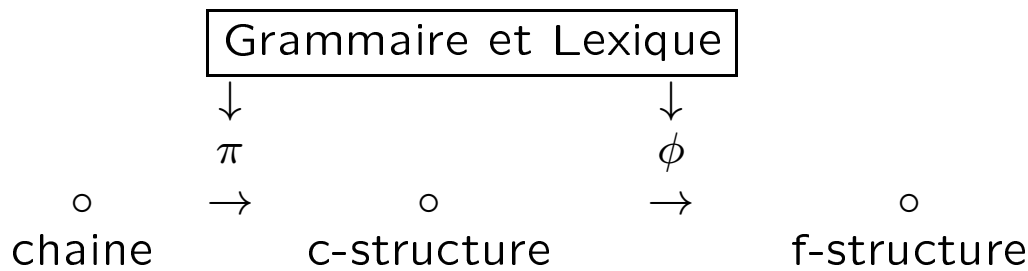 Grammaire et Lexique
↓ ↓
π ϕ
○ → ○ → ○
chaine c-structure f-structure